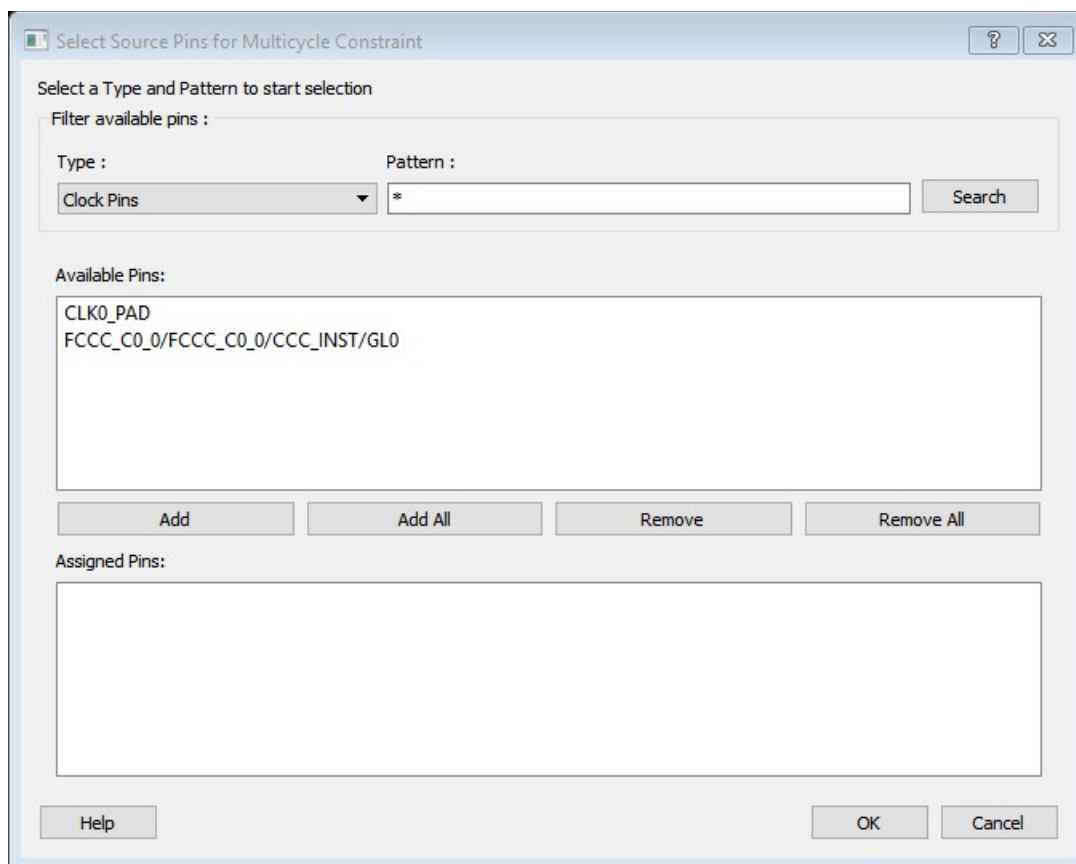 Select Source Pins for Multicycle Constraint
Select a Type and Pattern to start selection
Filter available pins :
Type :
Pattern :
Clock Pins
*
Search
Available Pins:
CLK0_PAD
FCCC_C0_0/FCCC_C0_0/CCC_INST/GL0
Add
Add All
Remove
Remove All
Assigned Pins:
Help
OK
Cancel